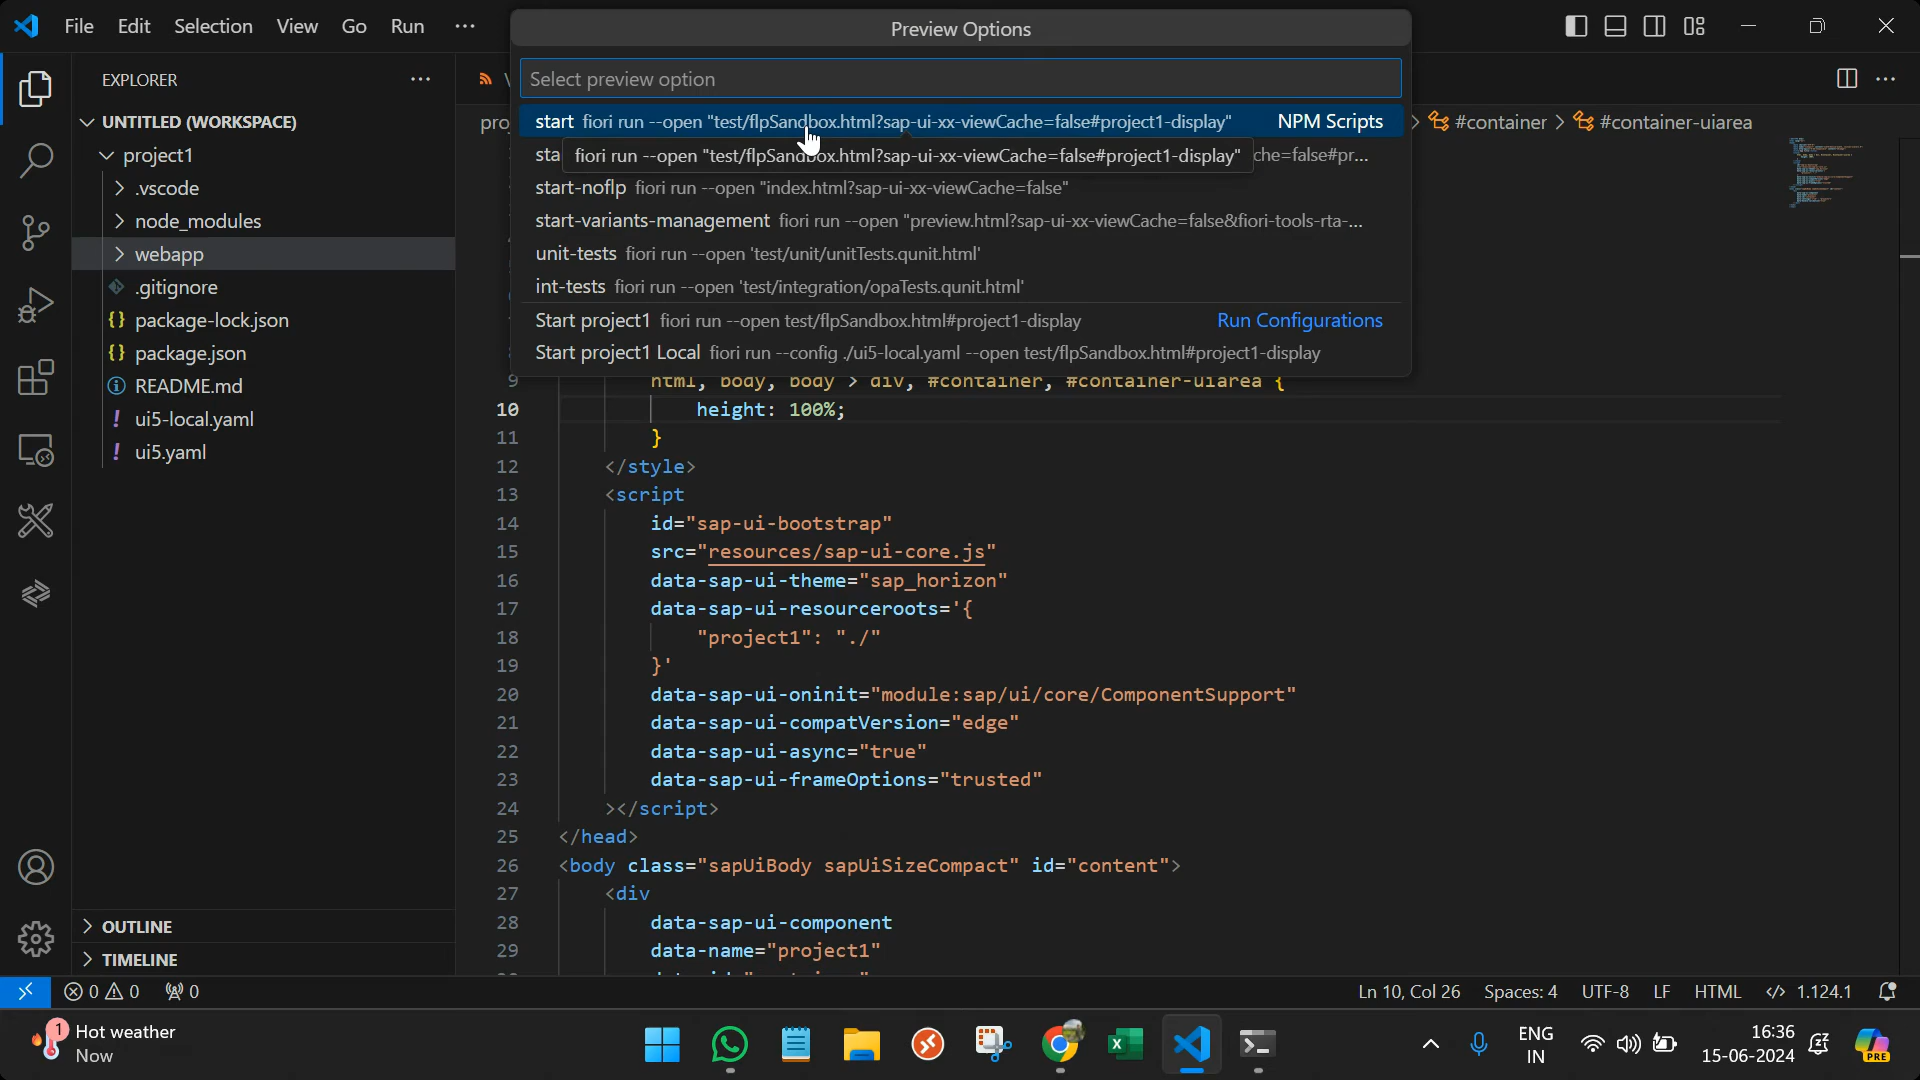 File Edit Selection View Go Run
Preview Options
EXPLORER
Select preview option
UNTITLED (WORKSPACE)
project1
.vscode
node_modules
webapp
.gitignore
package-lock.json
package.json
README.md
ui5-local.yaml
ui5.yaml
OUTLINE
TIMELINE
start fiori run --open "test/flpSandbox.html?sap-ui-xx-viewCache=false#project1-display" NPM Scripts
fiori run --open "test/flpSandbox.html?sap-ui-xx-viewCache=false#project1-display"
sta che=false#pr...
start-noflp fiori run --open "index.html?sap-ui-xx-viewCache=false"
start-variants-management fiori run --open "preview.html?sap-ui-xx-viewCache=false&fiori-tools-rta-...
unit-tests fiori run --open 'test/unit/unitTests.qunit.html'
int-tests fiori run --open 'test/integration/opaTests.qunit.html'
Start project1 fiori run --open test/flpSandbox.html#project1-display Run Configurations
Start project1 Local fiori run --config ./ui5-local.yaml --open test/flpSandbox.html#project1-display
proj #container > #container-uiarea
9 html, body, body > div, #container, #container-uiarea {
10 height: 100%;
11 }
12 </style>
13 <script
14 id="sap-ui-bootstrap"
15 src="resources/sap-ui-core.js"
16 data-sap-ui-theme="sap_horizon"
17 data-sap-ui-resourceroots='{
18 "project1": "./"
19 }'
20 data-sap-ui-oninit="module:sap/ui/core/ComponentSupport"
21 data-sap-ui-compatVersion="edge"
22 data-sap-ui-async="true"
23 data-sap-ui-frameOptions="trusted"
24 ></script>
25 </head>
26 <body class="sapUiBody sapUiSizeCompact" id="content">
27 <div
28 data-sap-ui-component
29 data-name="project1"
0 0 0 Ln 10, Col 26 Spaces: 4 UTF-8 LF HTML 1.124.1
1 Hot weather
Now
ENG
IN
16:36
15-06-2024
PRE